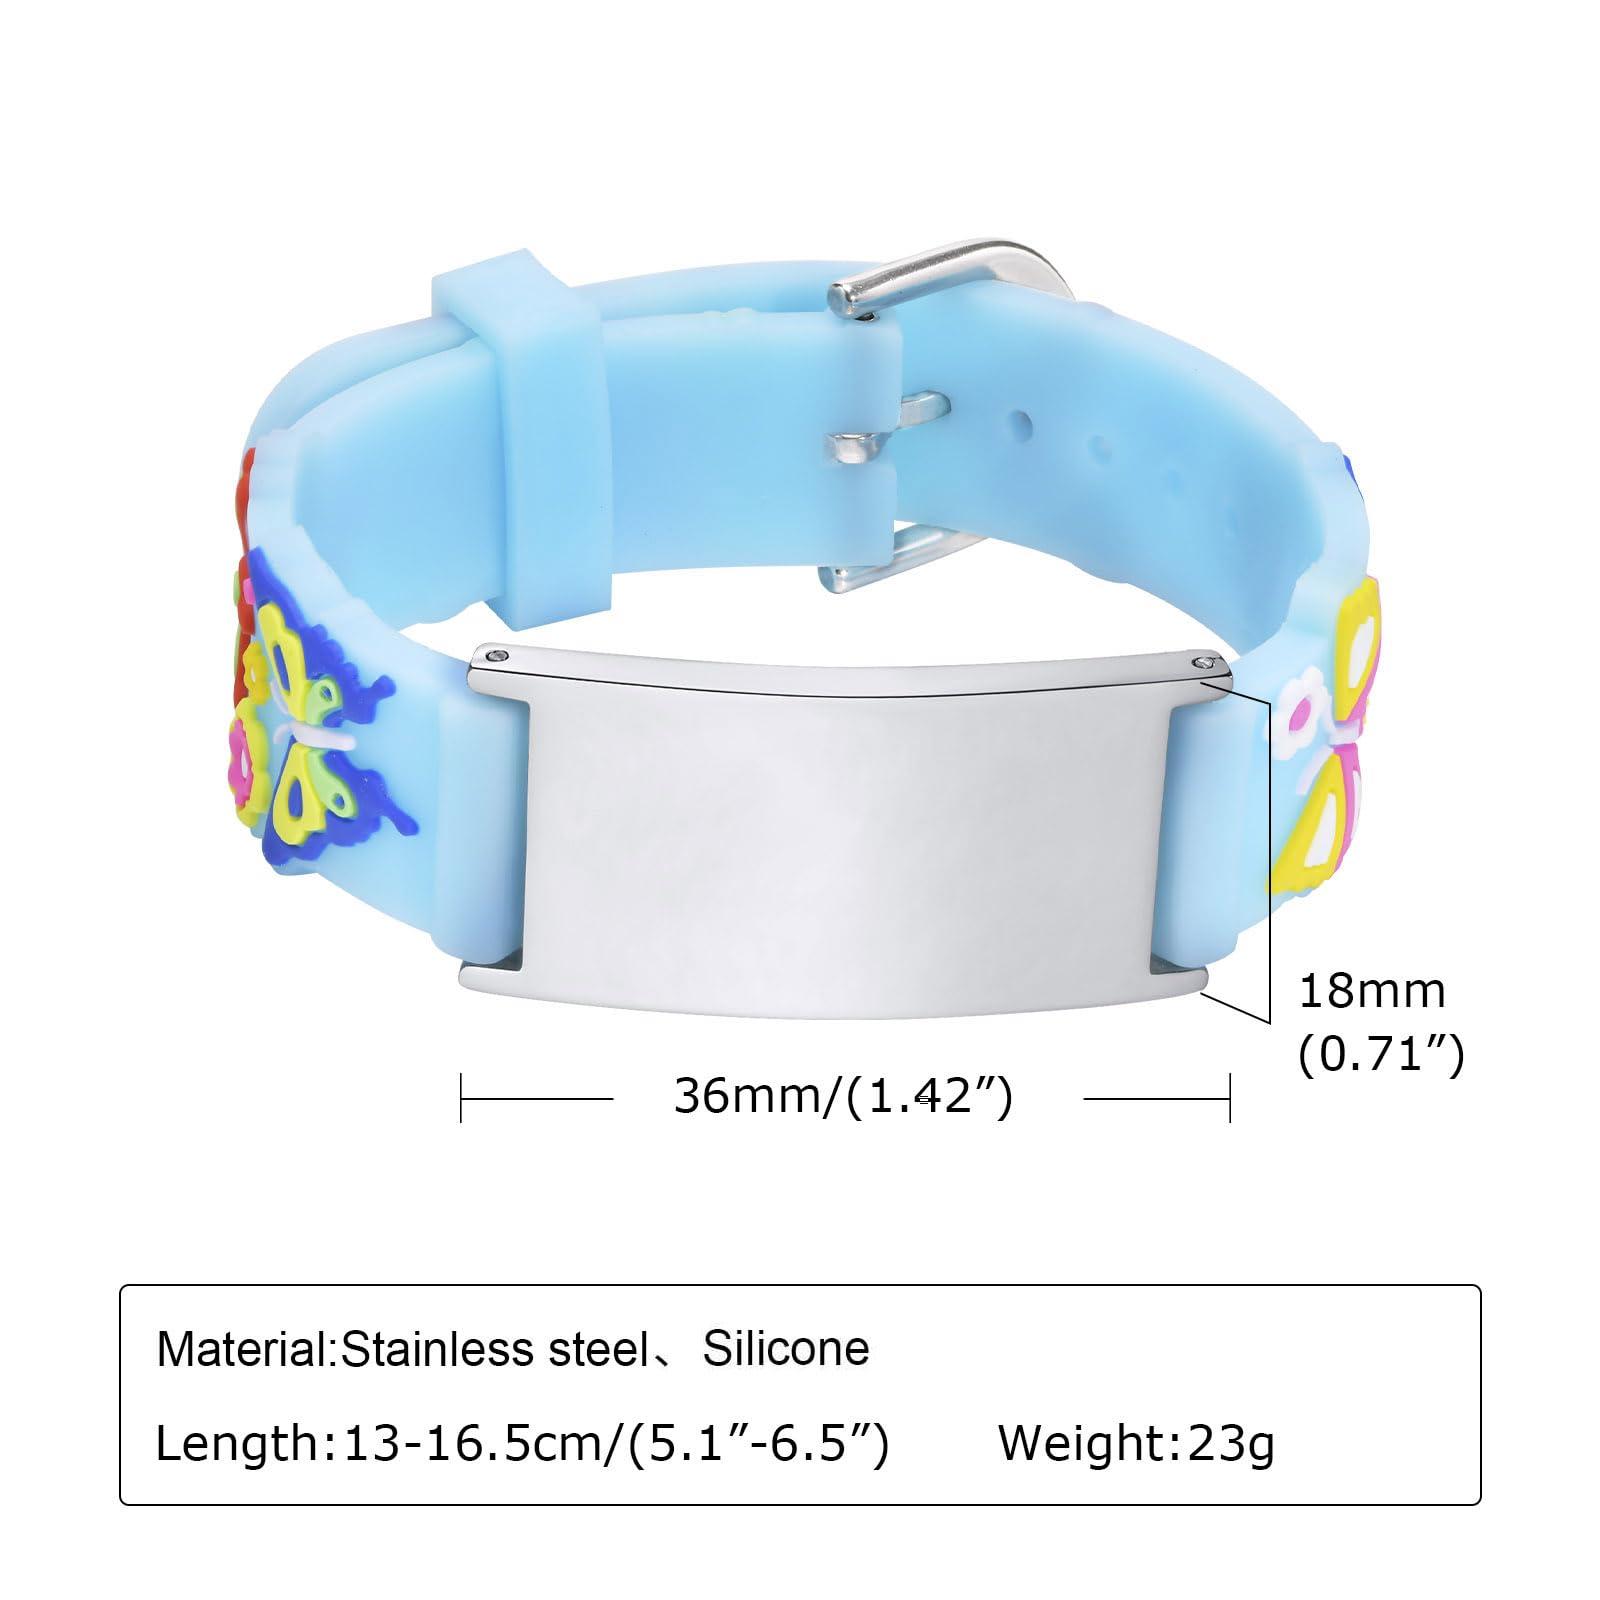 18mm
(0.71”)
36mm/(1.42”)
Material:Stainless steel、Silicone
Length:13-16.5cm/(5.1”-6.5”) Weight:23g